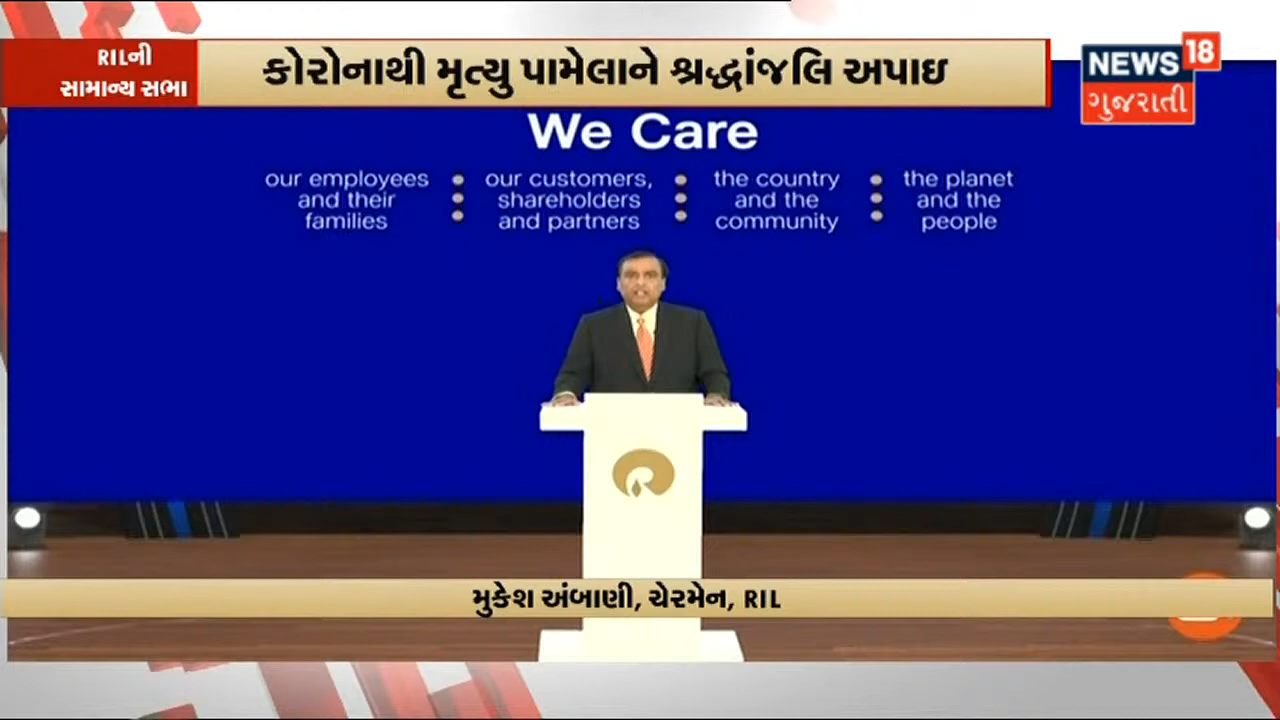 RILની
સામાન્ય સભા
કોરોનાથી મૃત્યુ પામેલાને શ્રદ્ધાંજલિ અપાઇ
NEWS 18
ગુજરાતી
We Care
our employees
and their
families
our customers,
shareholders
and partners
the country
and the
community
the planet
and the
people
મુકેશ અંબાણી, ચેરમેન, RIL